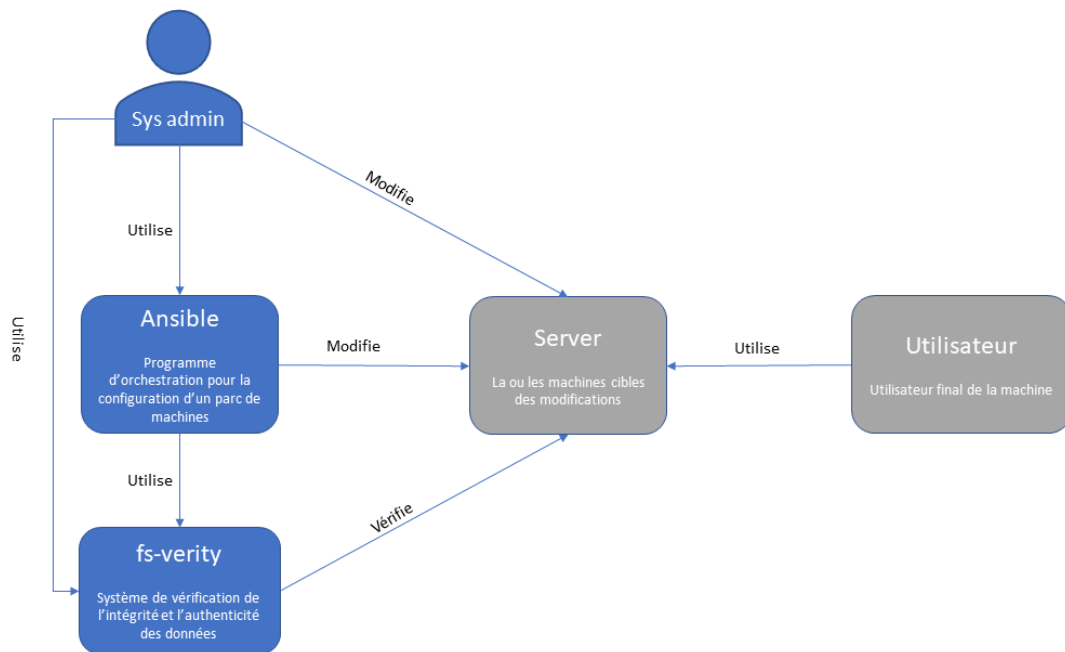 Sys admin
Modifie
Utilise
Utilise
Ansible
Programme
d'orchestration pour la
configuration d'un parc de
machines
Modifie
Server
La ou les machines cibles
des modifications
Utilise
Utilisateur
Utilisateur final de la machine
Utilise
Vérifie
fs-verity
Système de vérification de
l'intégrité et l'authenticité
des données